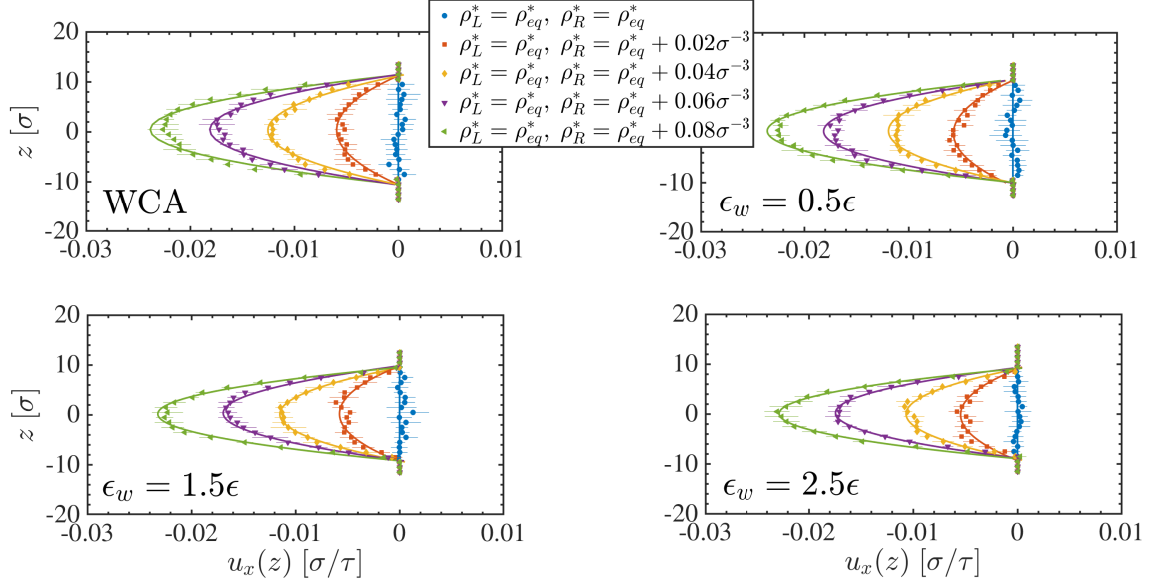 ρ*_L = ρ*_eq, ρ*_R = ρ*_eq
ρ*_L = ρ*_eq, ρ*_R = ρ*_eq + 0.02σ⁻³
ρ*_L = ρ*_eq, ρ*_R = ρ*_eq + 0.04σ⁻³
ρ*_L = ρ*_eq, ρ*_R = ρ*_eq + 0.06σ⁻³
ρ*_L = ρ*_eq, ρ*_R = ρ*_eq + 0.08σ⁻³
z [σ]
20
10
0
-10
-20
WCA
-0.03 -0.02 -0.01 0 0.01
20
10
0
-10
-20
ϵ_w = 0.5ϵ
-0.03 -0.02 -0.01 0 0.01
z [σ]
20
10
0
-10
-20
ϵ_w = 1.5ϵ
-0.03 -0.02 -0.01 0 0.01
u_x(z) [σ/τ]
20
10
0
-10
-20
ϵ_w = 2.5ϵ
-0.03 -0.02 -0.01 0 0.01
u_x(z) [σ/τ]